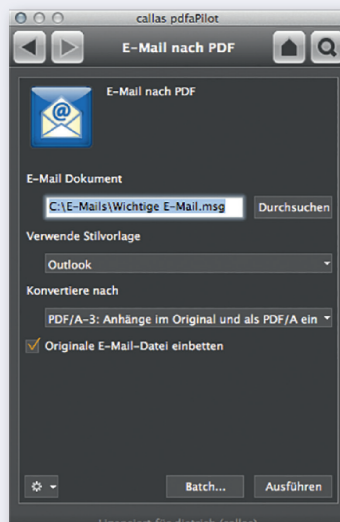 callas pdfaPilot
E-Mail nach PDF
E-Mail nach PDF
E-Mail Dokument
C:\E-Mails\Wichtige E-Mail.msg
Durchsuchen
Verwende Stilvorlage
Outlook
Konvertiere nach
PDF/A-3: Anhänge im Original und als PDF/A ein
Originale E-Mail-Datei einbetten
Batch...
Ausführen